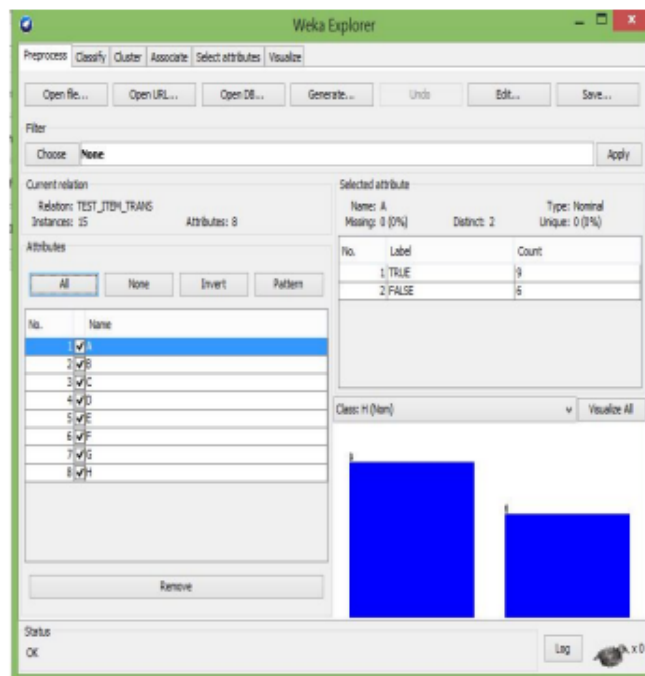 Weka Explorer
Preprocess Classify Cluster Associate Select attributes Visualize
Open file... Open URL... Open DB... Generate... Undo Edit... Save...
Filter
Choose None Apply
Current relation
Relation: TEST_ITEM_TRANS
Instances: 15 Attributes: 8
Attributes
All None Invert Pattern
No. Name
1 A
2 B
3 C
4 D
5 E
6 F
7 G
8 H
Remove
Selected attribute
Name: A Type: Nominal
Missing: 0 (0%) Distinct: 2 Unique: 0 (0%)
No. Label Count
1 TRUE 9
2 FALSE 6
Class: H (Nom) Visualize All
9
6
Status
OK
Log x 0